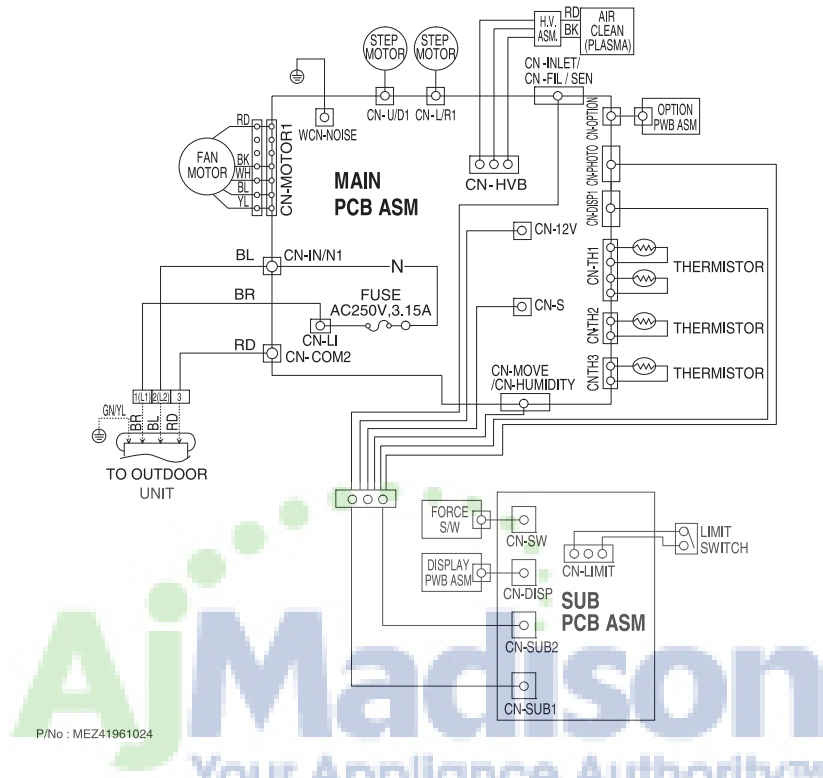 H.V.
ASM.
RD
BK
AIR
CLEAN
(PLASMA)
STEP
MOTOR
STEP
MOTOR
CN -INLET/
CN -FIL / SEN
CN- U/D1
CN- L/R1
WCN-NOISE
CN-OPTION
OPTION
PWB ASM
RD
FAN
MOTOR
BK
WH
BL
YL
CN-MOTOR1
MAIN
PCB ASM
CN-HVB
CN-PHOTO
CN-DISP1
CN-12V
CN-TH1
THERMISTOR
BL
CN-IN/N1
N
BR
FUSE
AC250V,3.15A
CN-LI
CN-S
CN-TH2
THERMISTOR
RD
CN- COM2
CN-MOVE
/CN-HUMIDITY
CNTH3
THERMISTOR
1(L1) 2(L2) 3
GN/YL
BR
BL
RD
TO OUTDOOR
UNIT
FORCE
S/W
CN-SW
LIMIT
SWITCH
CN-LIMIT
DISPLAY
PWB ASM
CN-DISP
SUB
PCB ASM
CN-SUB2
CN-SUB1
P/No : MEZ41961024
AjMadison
Your Appliance Authority™